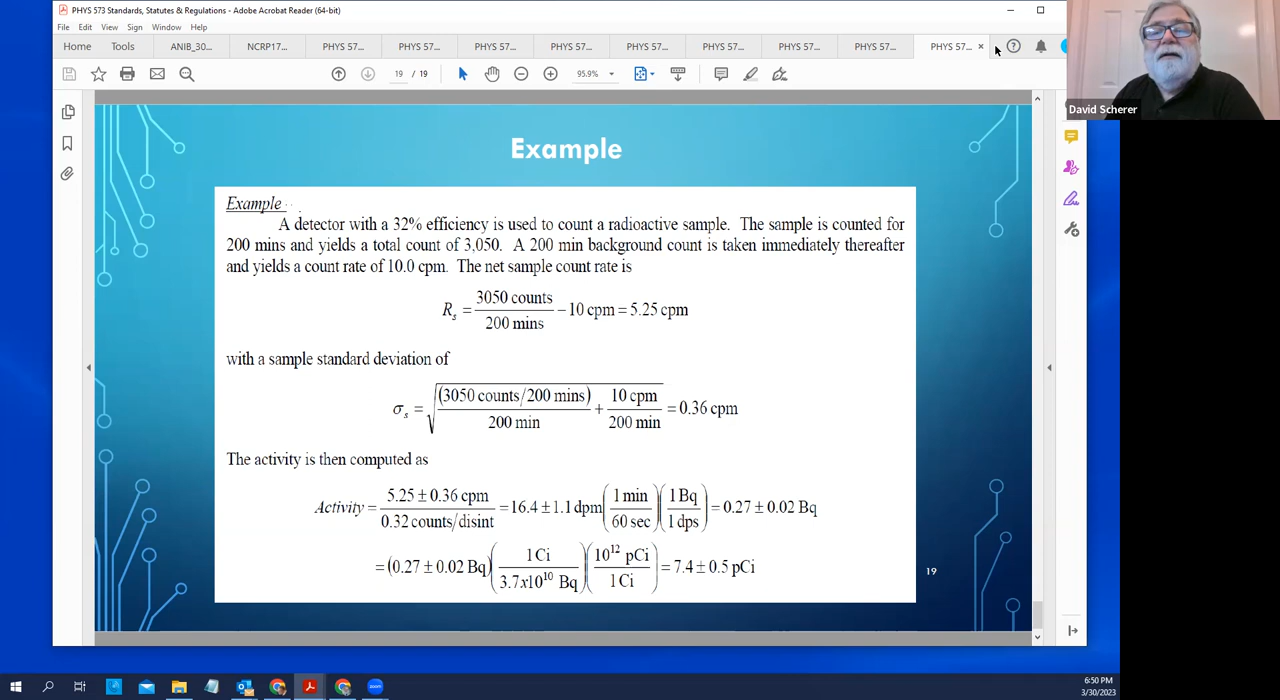 PHYS 573 Standards, Statutes & Regulations - Adobe Acrobat Reader (64-bit)
File Edit View Sign Window Help
Home Tools ANIB_30... NCRP17... PHYS 57... PHYS 57... PHYS 57... PHYS 57... PHYS 57... PHYS 57... PHYS 57... PHYS 57... PHYS 57... ×
19 / 19 95.9%
David Scherer
Example
Example
A detector with a 32% efficiency is used to count a radioactive sample. The sample is counted for
200 mins and yields a total count of 3,050. A 200 min background count is taken immediately thereafter
and yields a count rate of 10.0 cpm. The net sample count rate is
R_s = 3050 counts / 200 mins − 10 cpm = 5.25 cpm
with a sample standard deviation of
σ_s = √((3050 counts/200 mins) / 200 min + 10 cpm / 200 min) = 0.36 cpm
The activity is then computed as
Activity = 5.25 ± 0.36 cpm / 0.32 counts/disint = 16.4 ± 1.1 dpm (1 min / 60 sec)(1 Bq / 1 dps) = 0.27 ± 0.02 Bq
= (0.27 ± 0.02 Bq)(1 Ci / 3.7x10^10 Bq)(10^12 pCi / 1 Ci) = 7.4 ± 0.5 pCi
19
6:50 PM
3/30/2023